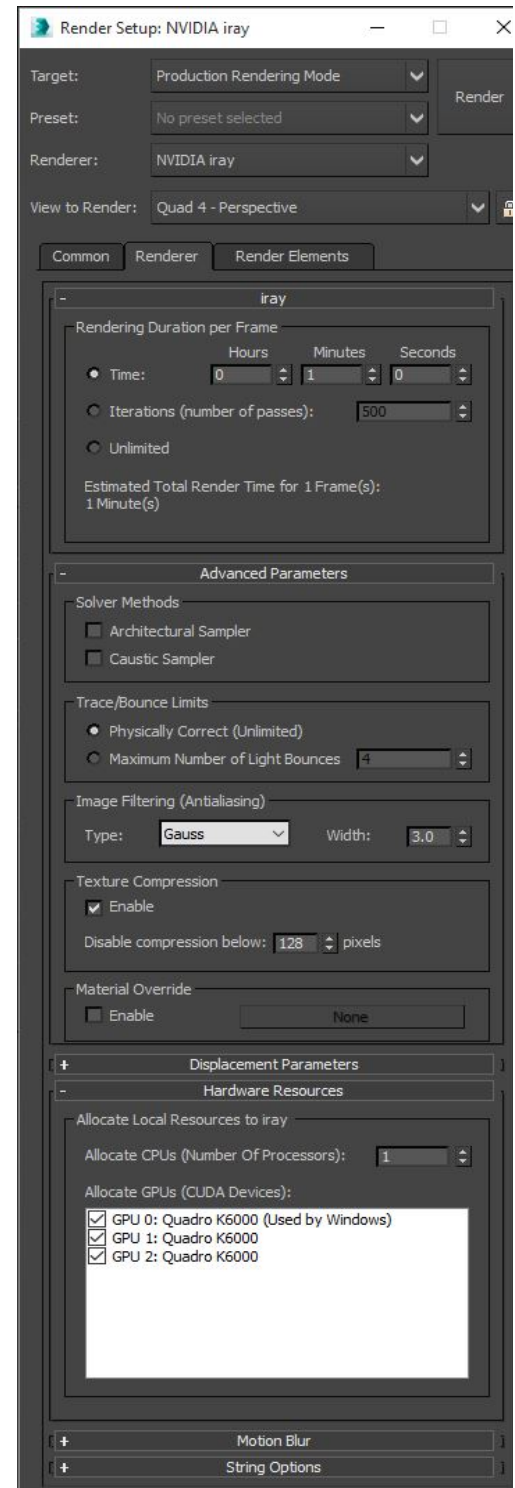 Render Setup: NVIDIA iray
Target: Production Rendering Mode
Render
Preset: No preset selected
Renderer: NVIDIA iray
View to Render: Quad 4 - Perspective
Common Renderer Render Elements
- iray
Rendering Duration per Frame
Hours Minutes Seconds
Time: 0 1 0
Iterations (number of passes): 500
Unlimited
Estimated Total Render Time for 1 Frame(s):
1 Minute(s)
- Advanced Parameters
Solver Methods
Architectural Sampler
Caustic Sampler
Trace/Bounce Limits
Physically Correct (Unlimited)
Maximum Number of Light Bounces 4
Image Filtering (Antialiasing)
Type: Gauss Width: 3.0
Texture Compression
Enable
Disable compression below: 128 pixels
Material Override
Enable None
+ Displacement Parameters
- Hardware Resources
Allocate Local Resources to iray
Allocate CPUs (Number Of Processors): 1
Allocate GPUs (CUDA Devices):
GPU 0: Quadro K6000 (Used by Windows)
GPU 1: Quadro K6000
GPU 2: Quadro K6000
+ Motion Blur
+ String Options